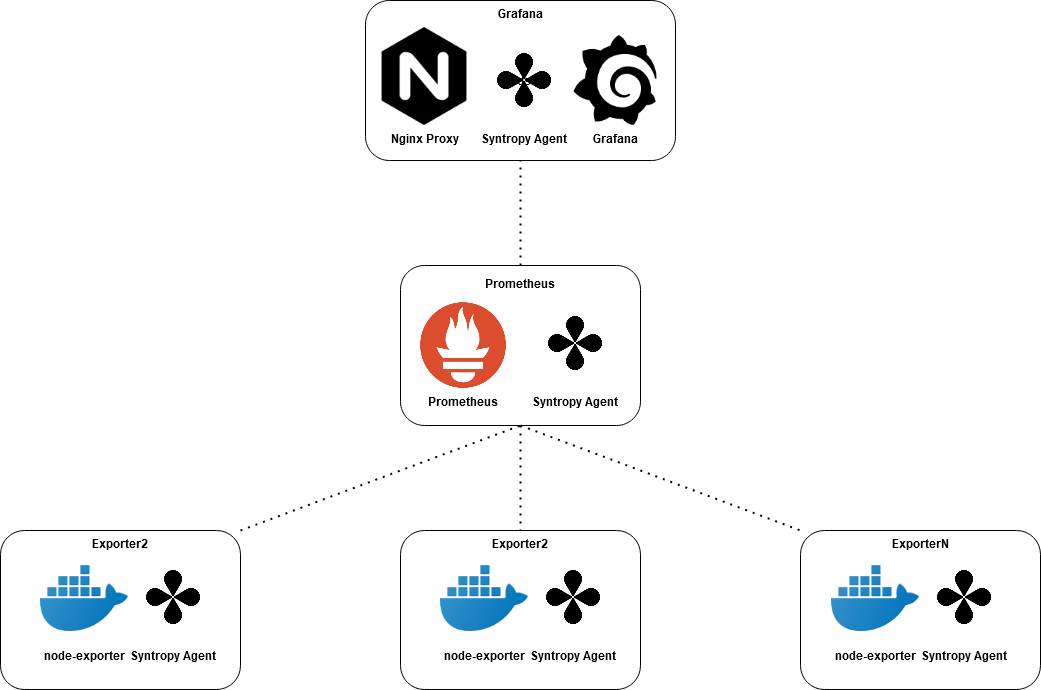 Grafana
N
Nginx Proxy Syntropy Agent Grafana
Prometheus
Prometheus Syntropy Agent
Exporter2
node-exporter Syntropy Agent
Exporter2
node-exporter Syntropy Agent
ExporterN
node-exporter Syntropy Agent